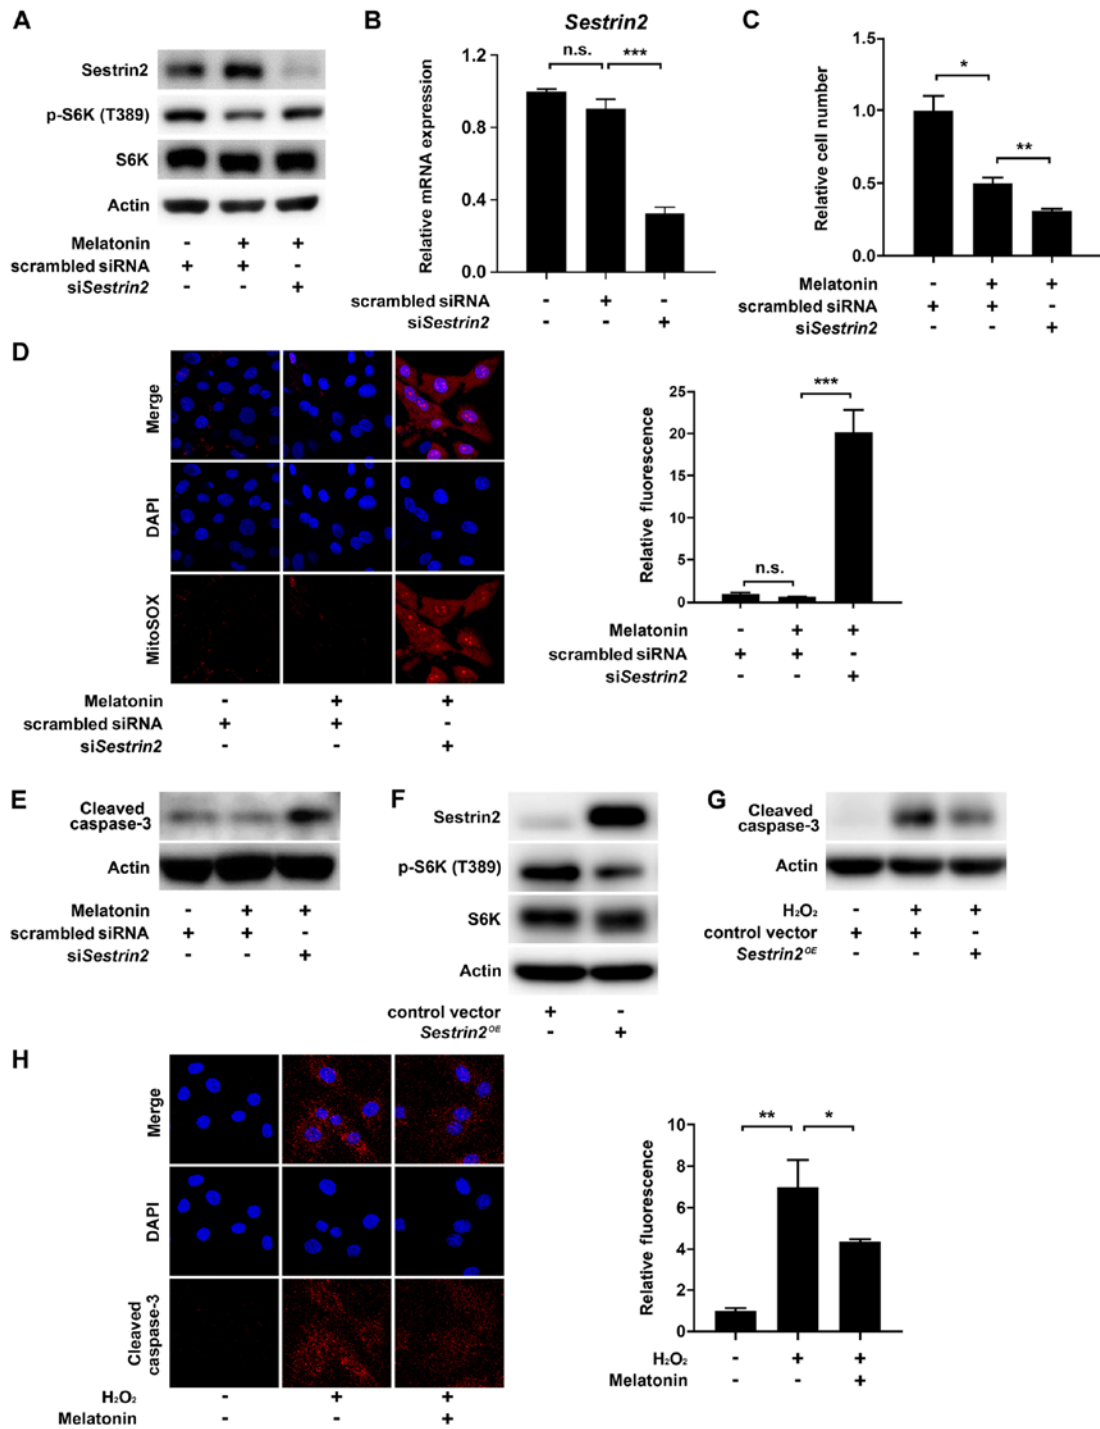 A
Sestrin2
p-S6K (T389)
S6K
Actin
Melatonin - + +
scrambled siRNA + + -
siSestrin2 - - +
B
Sestrin2
Relative mRNA expression
1.2
0.8
0.4
0.0
n.s. ***
scrambled siRNA - + -
siSestrin2 - - +
C
Relative cell number
1.5
1.0
0.5
0.0
*
**
Melatonin - + +
scrambled siRNA + + -
siSestrin2 - - +
D
Merge
DAPI
MitoSOX
Melatonin - + +
scrambled siRNA + + -
siSestrin2 - - +
Relative fluorescence
25
20
15
10
5
0
n.s.
***
Melatonin - + +
scrambled siRNA + + -
siSestrin2 - - +
E
Cleaved
caspase-3
Actin
Melatonin - + +
scrambled siRNA + + -
siSestrin2 - - +
F
Sestrin2
p-S6K (T389)
S6K
Actin
control vector + -
Sestrin2ᴼᴱ - +
G
Cleaved
caspase-3
Actin
H₂O₂ - + +
control vector + + -
Sestrin2ᴼᴱ - - +
H
Merge
DAPI
Cleaved
caspase-3
H₂O₂ - + +
Melatonin - - +
Relative fluorescence
10
8
6
4
2
0
** *
H₂O₂ - + +
Melatonin - - +